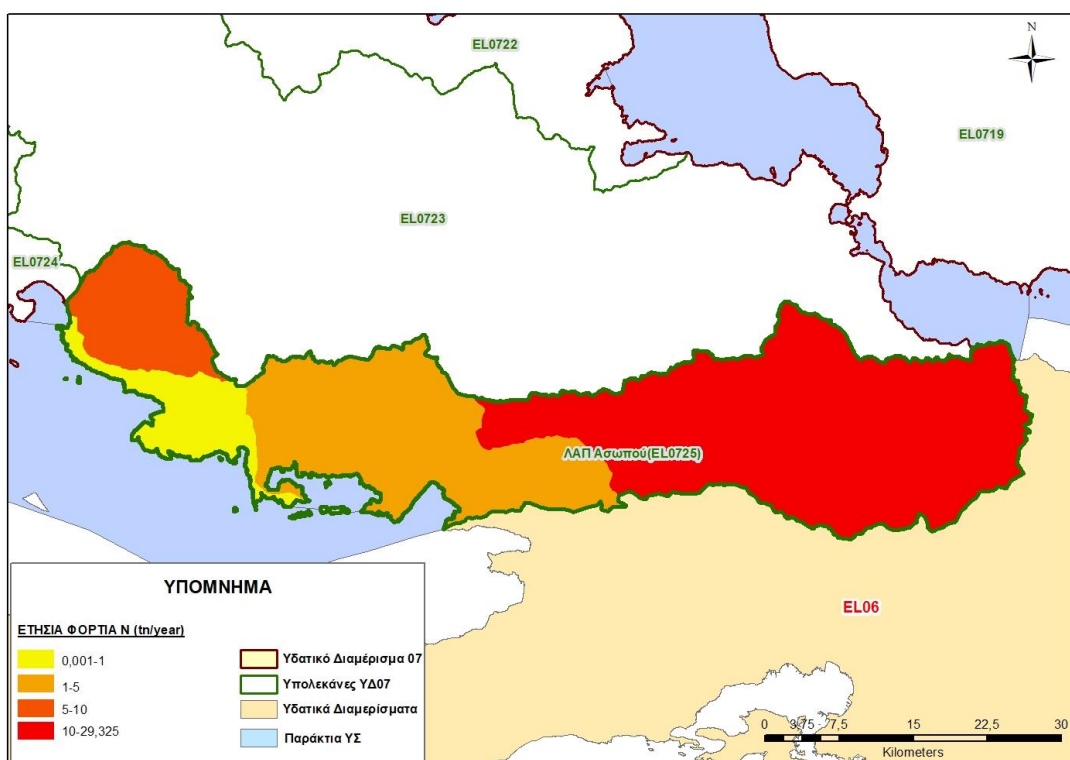 EL0722
N
EL0719
EL0723
EL0724
ΛΑΠ Ασωπού(EL0725)
EL06
ΥΠΟΜΝΗΜΑ
ΕΤΗΣΙΑ ΦΟΡΤΙΑ Ν (tn/year)
0,001-1
1-5
5-10
10-29,325
Υδατικό Διαμέρισμα 07
Υπολεκάνες ΥΔ07
Υδατικά Διαμερίσματα
Παράκτια ΥΣ
0 3,75 7,5 15 22,5 30
Kilometers